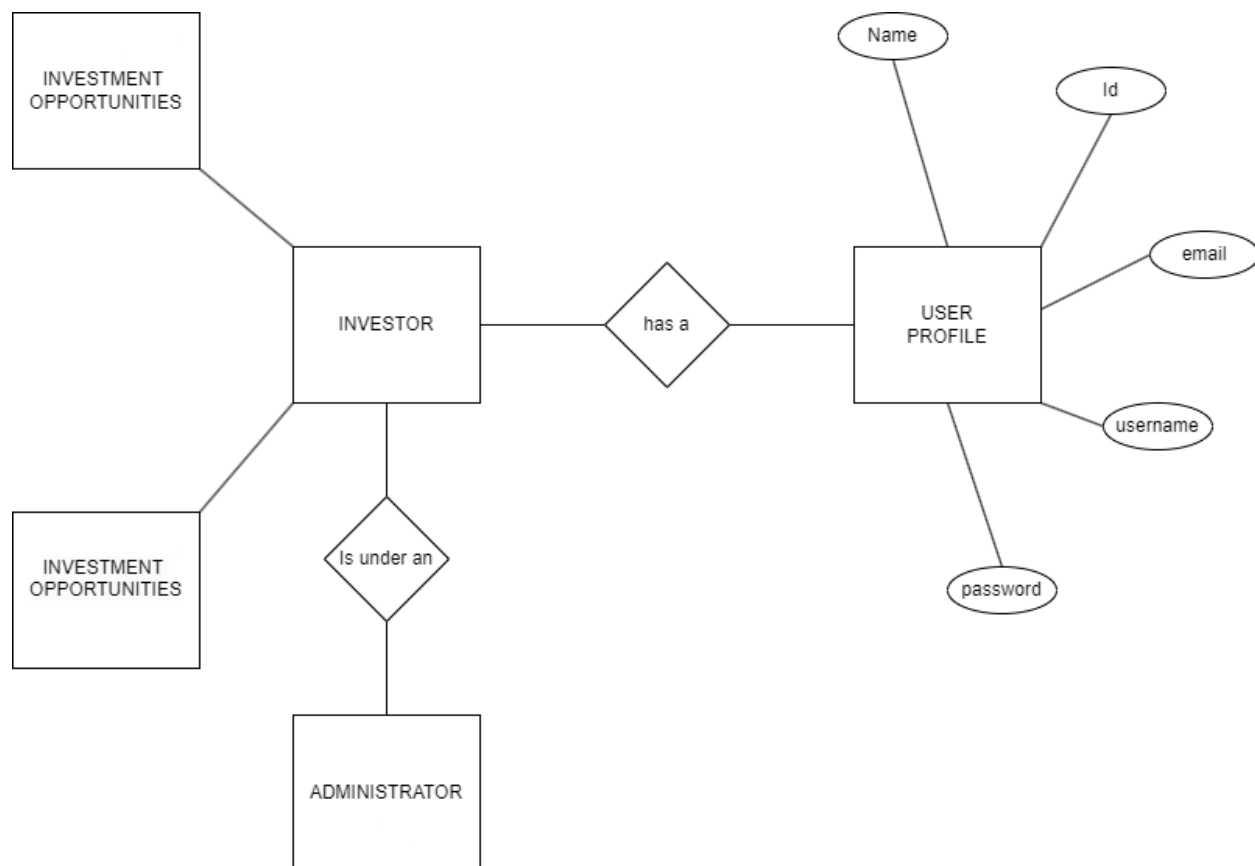 Name
INVESTMENT
OPPORTUNITIES
Id
email
INVESTOR
has a
USER
PROFILE
username
INVESTMENT
OPPORTUNITIES
Is under an
password
ADMINISTRATOR